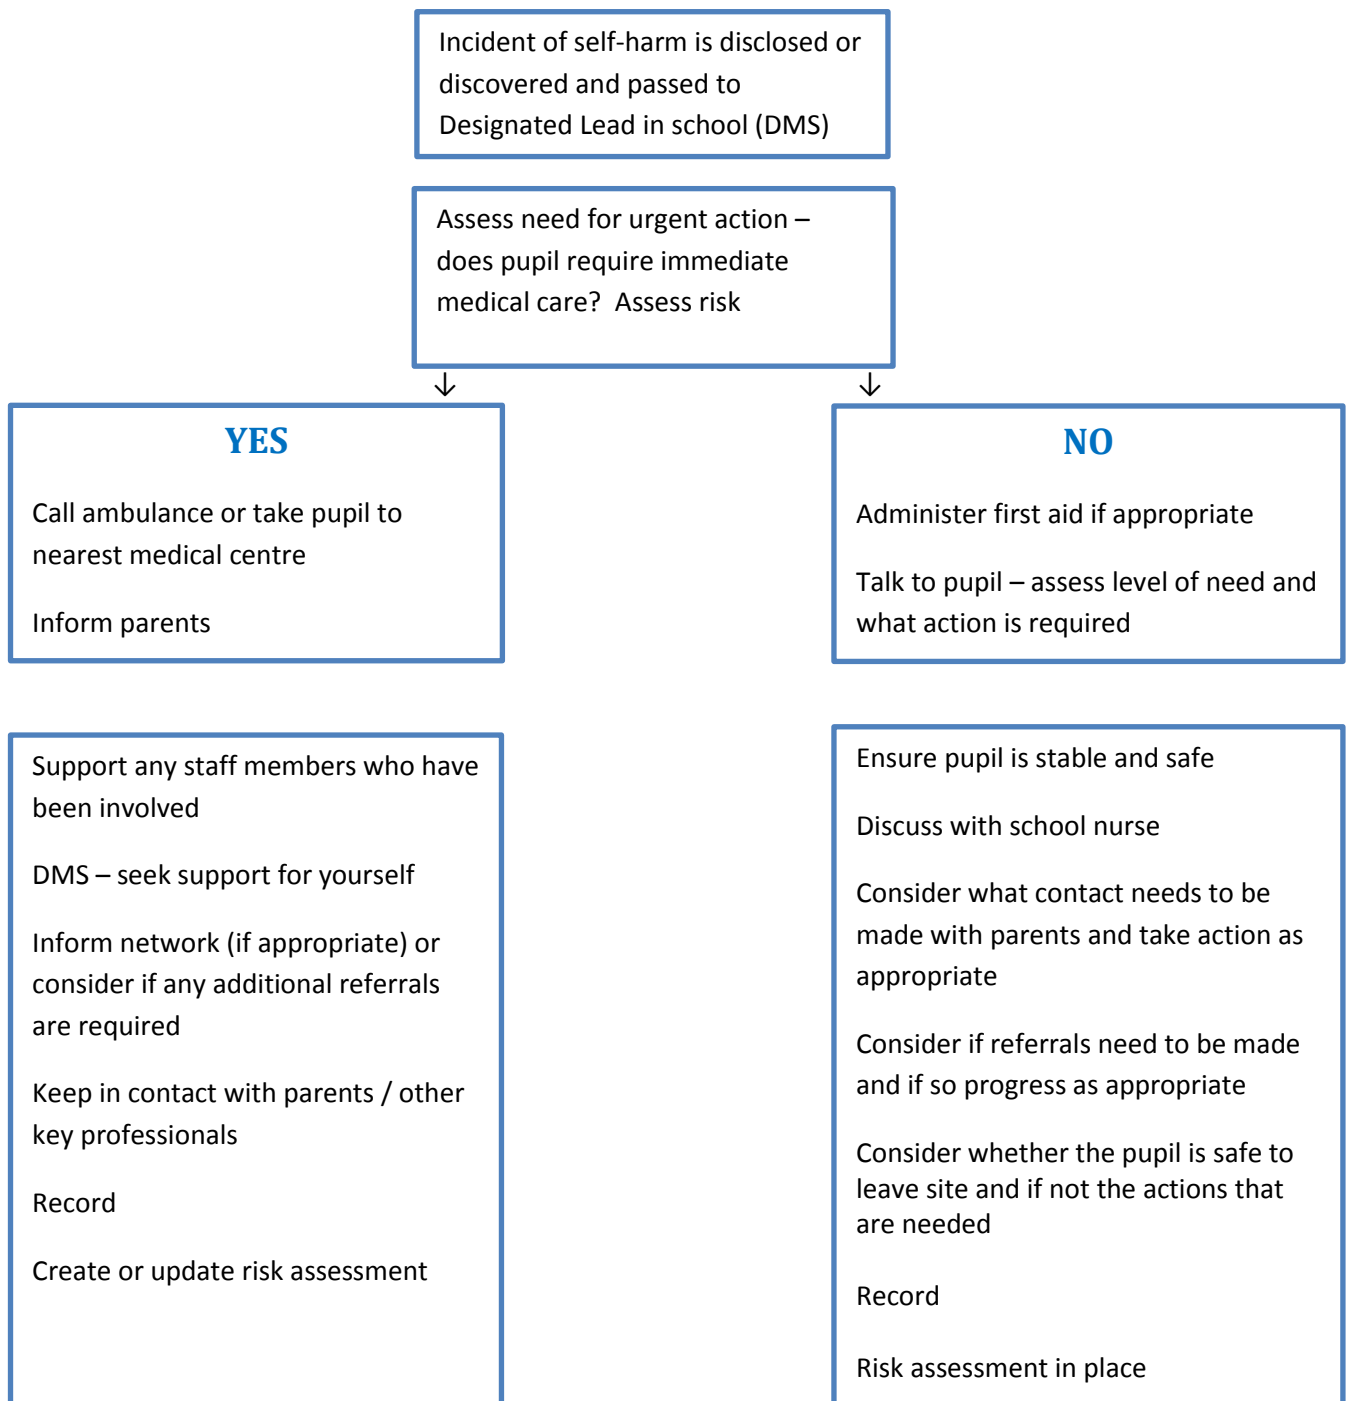 Incident of self-harm is disclosed or
discovered and passed to
Designated Lead in school (DMS)
Assess need for urgent action –
does pupil require immediate
medical care?  Assess risk
YES
Call ambulance or take pupil to
nearest medical centre
Inform parents
NO
Administer first aid if appropriate
Talk to pupil – assess level of need and
what action is required
Support any staff members who have
been involved
DMS – seek support for yourself
Inform network (if appropriate) or
consider if any additional referrals
are required
Keep in contact with parents / other
key professionals
Record
Create or update risk assessment
Ensure pupil is stable and safe
Discuss with school nurse
Consider what contact needs to be
made with parents and take action as
appropriate
Consider if referrals need to be made
and if so progress as appropriate
Consider whether the pupil is safe to
leave site and if not the actions that
are needed
Record
Risk assessment in place